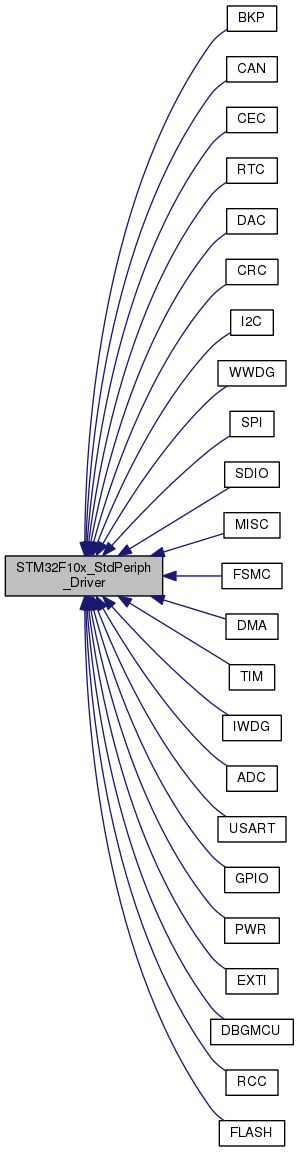 BKP
CAN
CEC
RTC
DAC
CRC
I2C
WWDG
SPI
SDIO
MISC
STM32F10x_StdPeriph
_Driver
FSMC
DMA
TIM
IWDG
ADC
USART
GPIO
PWR
EXTI
DBGMCU
RCC
FLASH